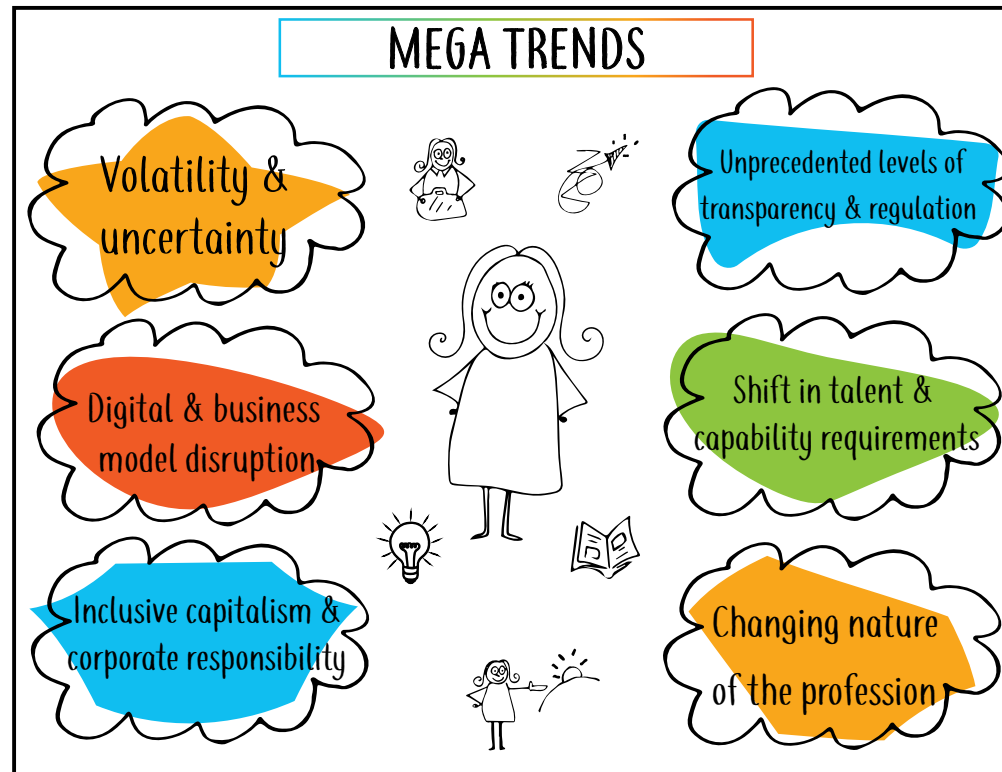 MEGA TRENDS
Volatility &
uncertainty
Unprecedented levels of
transparency & regulation
Digital & business
model disruption
Shift in talent &
capability requirements
Inclusive capitalism &
corporate responsibility
Changing nature
of the profession